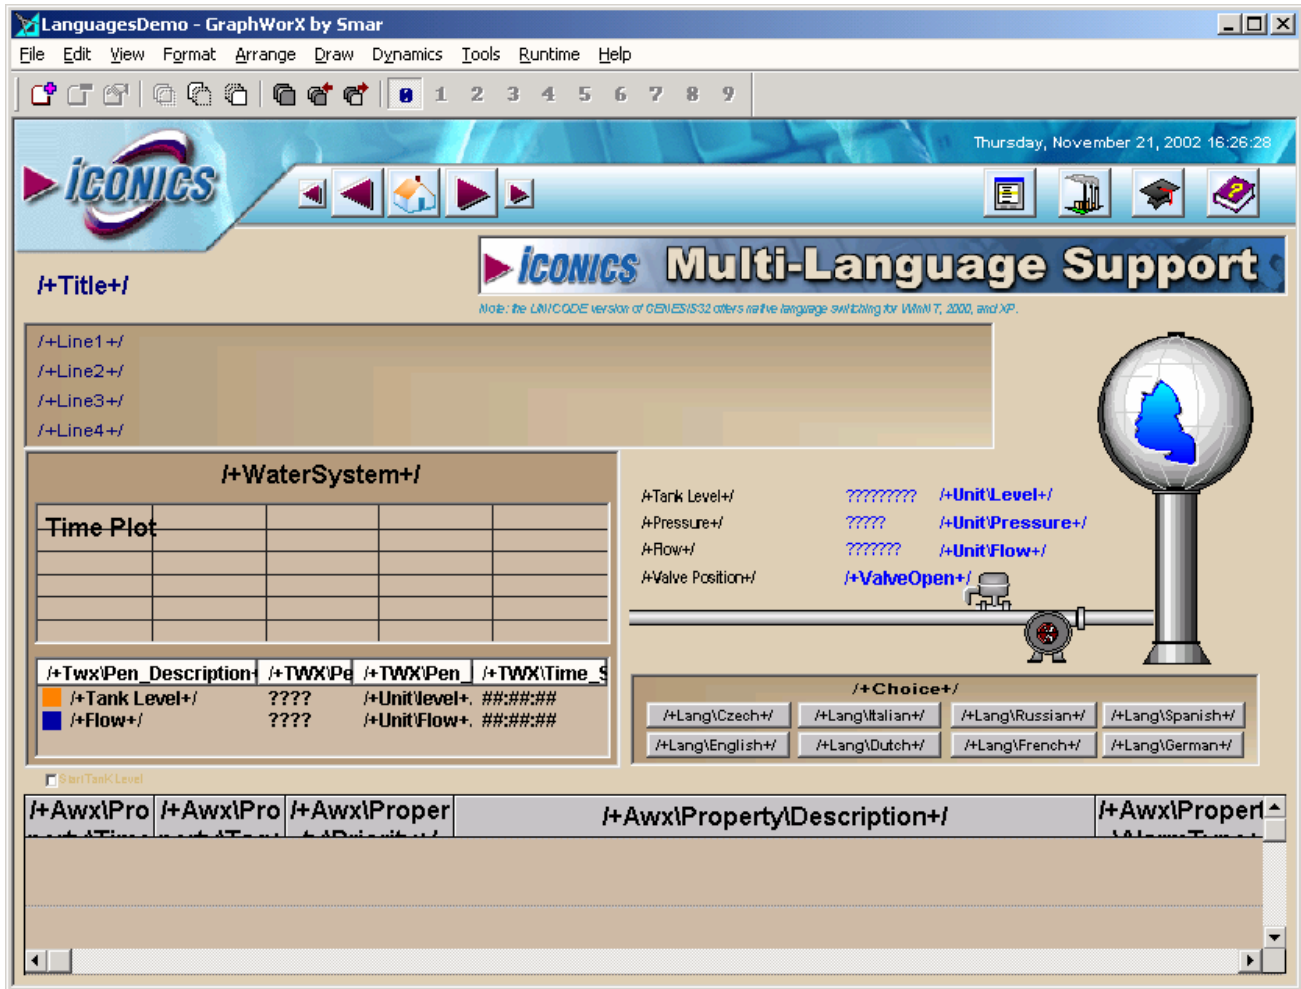 LanguagesDemo - GraphWorX by Smar
File Edit View Format Arrange Draw Dynamics Tools Runtime Help
0 1 2 3 4 5 6 7 8 9
Thursday, November 21, 2002 16:26:28
ICONICS
ICONICS Multi-Language Support
/+Title+/
Note: the UNICODE version of GENESIS32 offers native language switching for WinNT, 2000, and XP.
/+Line1+/
/+Line2+/
/+Line3+/
/+Line4+/
/+WaterSystem+/
Time Plot
/+Tank Level+/ ????????? /+Unit\Level+/
/+Pressure+/ ????? /+Unit\Pressure+/
/+Flow+/ ??????? /+Unit\Flow+/
/+Valve Position+/ /+ValveOpen+/
/+Twx\Pen_Description+ /+TWX\Pe /+TWX\Pen_ /+TWX\Time_S
/+Tank Level+/ ???? /+Unit\level+. ##:##:##
/+Flow+/ ???? /+Unit\Flow+. ##:##:##
/+Choice+/
/+Lang\Czech+/ /+Lang\Italian+/ /+Lang\Russian+/ /+Lang\Spanish+/
/+Lang\English+/ /+Lang\Dutch+/ /+Lang\French+/ /+Lang\German+/
Start Tank Level
/+Awx\Pro /+Awx\Pro /+Awx\Proper /+Awx\Property\Description+/ /+Awx\Propert